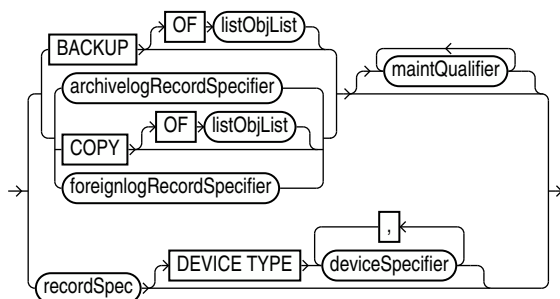 BACKUP OF listObjList
maintQualifier
archivelogRecordSpecifier
COPY OF listObjList
foreignlogRecordSpecifier
,
recordSpec DEVICE TYPE deviceSpecifier